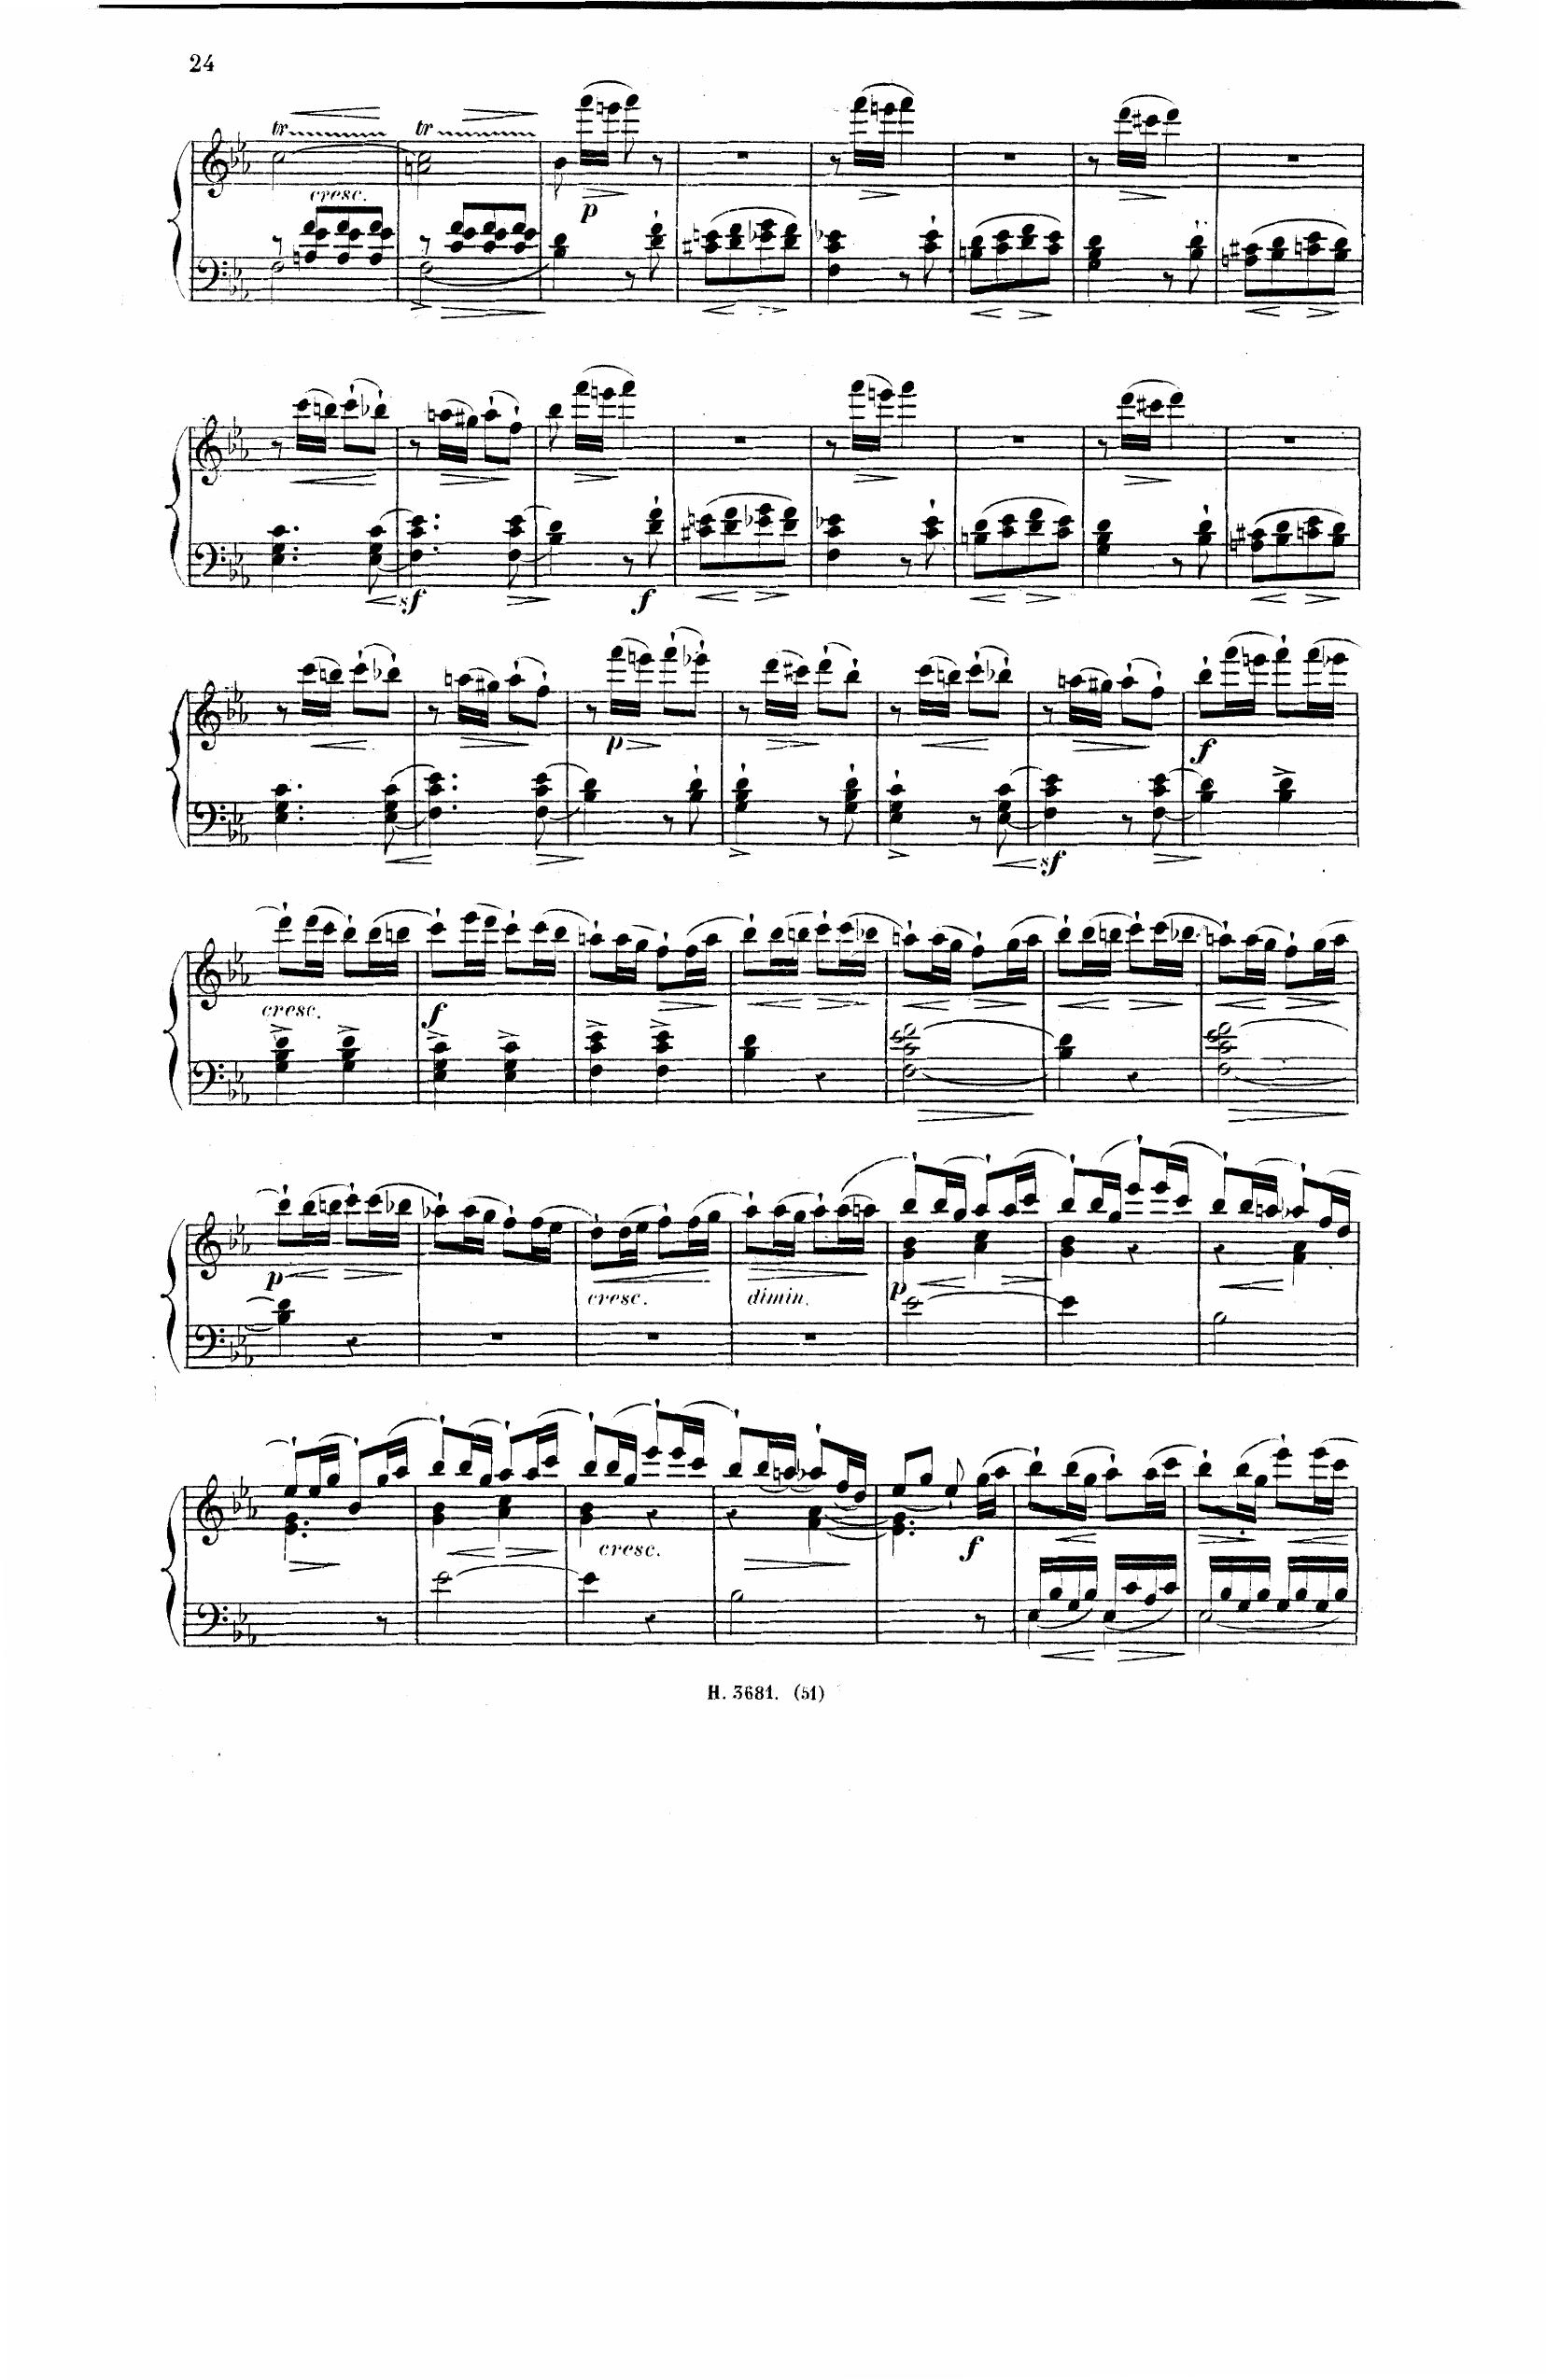 24
tr tr
cresc.
p
sf f
p
f
sf
cresc. f
p cresc. dimin. p
cresc. f
H. 3681. (51)